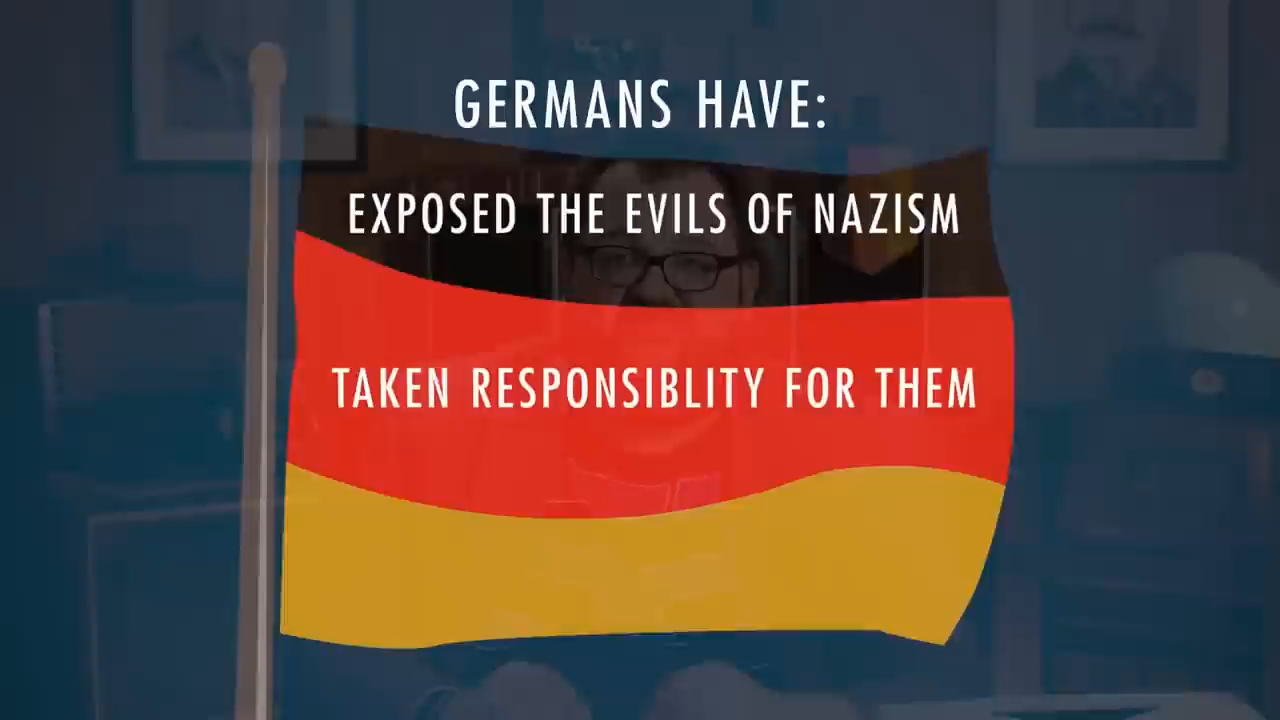 GERMANS HAVE:
EXPOSED THE EVILS OF NAZISM
TAKEN RESPONSIBLITY FOR THEM